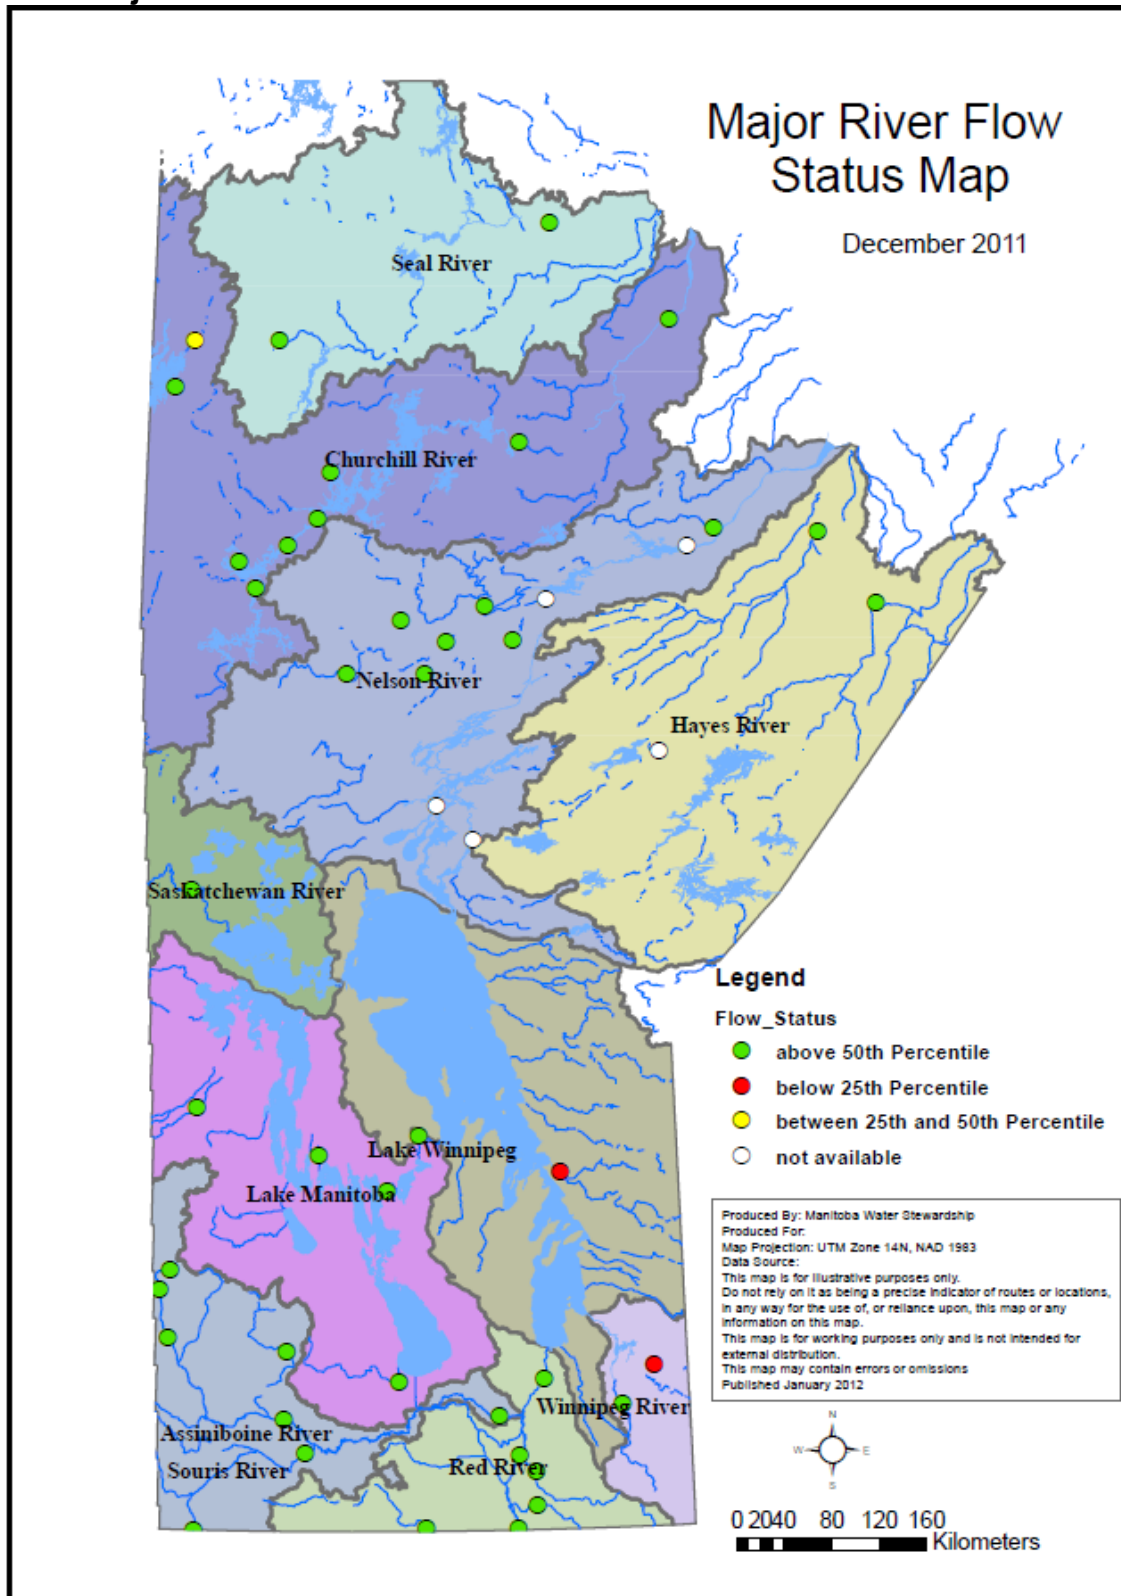 Major River Flow
Status Map
December 2011
Seal River
Churchill River
Nelson River
Hayes River
Saskatchewan River
Lake Winnipeg
Lake Manitoba
Winnipeg River
Assiniboine River
Souris River
Red River
Legend
Flow_Status
above 50th Percentile
below 25th Percentile
between 25th and 50th Percentile
not available
Produced By: Manitoba Water Stewardship
Produced For:
Map Projection: UTM Zone 14N, NAD 1983
Data Source:
This map is for illustrative purposes only.
Do not rely on it as being a precise indicator of routes or locations,
in any way for the use of, or reliance upon, this map or any
information on this map.
This map is for working purposes only and is not intended for
external distribution.
This map may contain errors or omissions
Published January 2012
N
W E
S
0 20 40 80 120 160
Kilometers